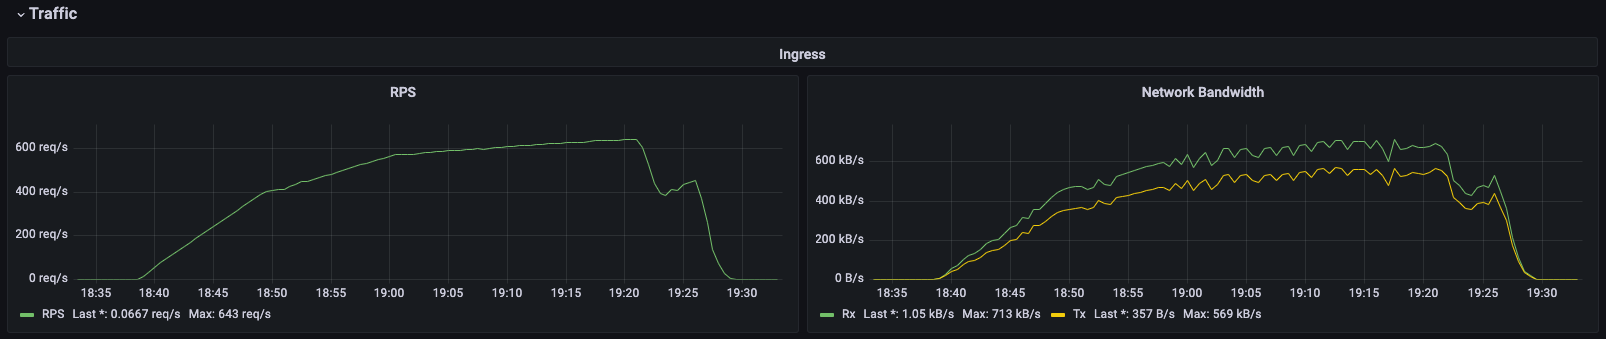 Traffic
Ingress
RPS
600 req/s
400 req/s
200 req/s
0 req/s
18:35 18:40 18:45 18:50 18:55 19:00 19:05 19:10 19:15 19:20 19:25 19:30
RPS Last *: 0.0667 req/s Max: 643 req/s
Network Bandwidth
600 kB/s
400 kB/s
200 kB/s
0 B/s
18:35 18:40 18:45 18:50 18:55 19:00 19:05 19:10 19:15 19:20 19:25 19:30
Rx Last *: 1.05 kB/s Max: 713 kB/s Tx Last *: 357 B/s Max: 569 kB/s